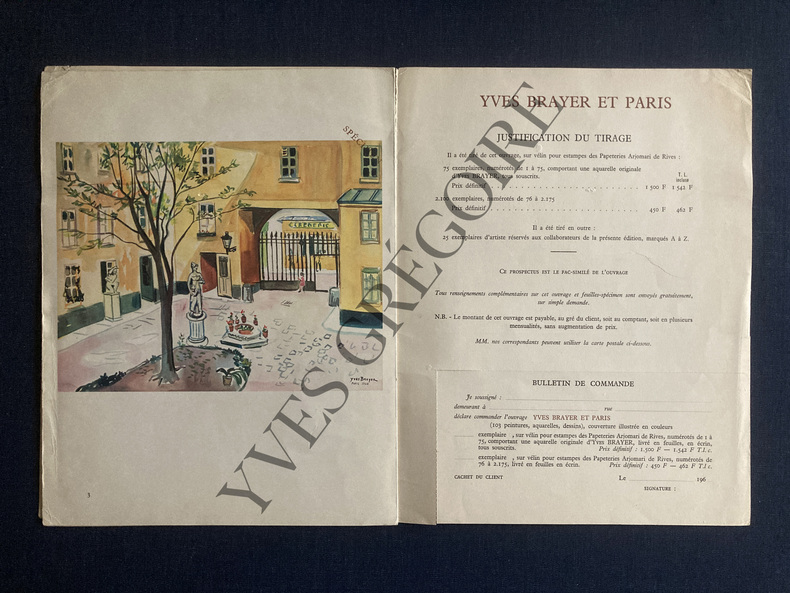 SPÉC
CLBRTERIE
Yves Brayer
3
YVES BRAYER ET PARIS
JUSTIFICATION DU TIRAGE
Il a été tiré de cet ouvrage, sur vélin pour estampes des Papeteries Arjomari de Rives :
75 exemplaires, numérotés de 1 à 75, comportant une aquarelle originale
d'Yves BRAYER, tous souscrits.
T. L.
incluse
Prix définitif . . . 1 500 F 1 542 F
2.100 exemplaires, numérotés de 76 à 2.175
Prix définitif . . . 450 F 462 F
Il a été tiré en outre :
25 exemplaires d'artiste réservés aux collaborateurs de la présente édition, marqués A à Z.
CE PROSPECTUS EST LE FAC-SIMILÉ DE L'OUVRAGE
Tous renseignements complémentaires sur cet ouvrage et feuilles-spécimen sont envoyés gratuitement,
sur simple demande.
N.B. - Le montant de cet ouvrage est payable, au gré du client, soit au comptant, soit en plusieurs
mensualités, sans augmentation de prix.
MM. nos correspondants peuvent utiliser la carte postale ci-dessous.
BULLETIN DE COMMANDE
Je soussigné :
demeurant à rue
déclare commander l'ouvrage YVES BRAYER ET PARIS
(103 peintures, aquarelles, dessins), couverture illustrée en couleurs
exemplaire , sur vélin pour estampes des Papeteries Arjomari de Rives, numérotés de 1 à
75, comportant une aquarelle originale d'Yves BRAYER, livré en feuilles, en écrin,
tous souscrits. Prix définitif : 1.500 F — 1.542 F T.l c.
exemplaire , sur vélin pour estampes des Papeteries Arjomari de Rives, numérotés de
76 à 2.175, livré en feuilles en écrin. Prix définitif : 450 F — 462 F T.l c.
CACHET DU CLIENT Le 196
SIGNATURE :
YVES GRÉGOIRE